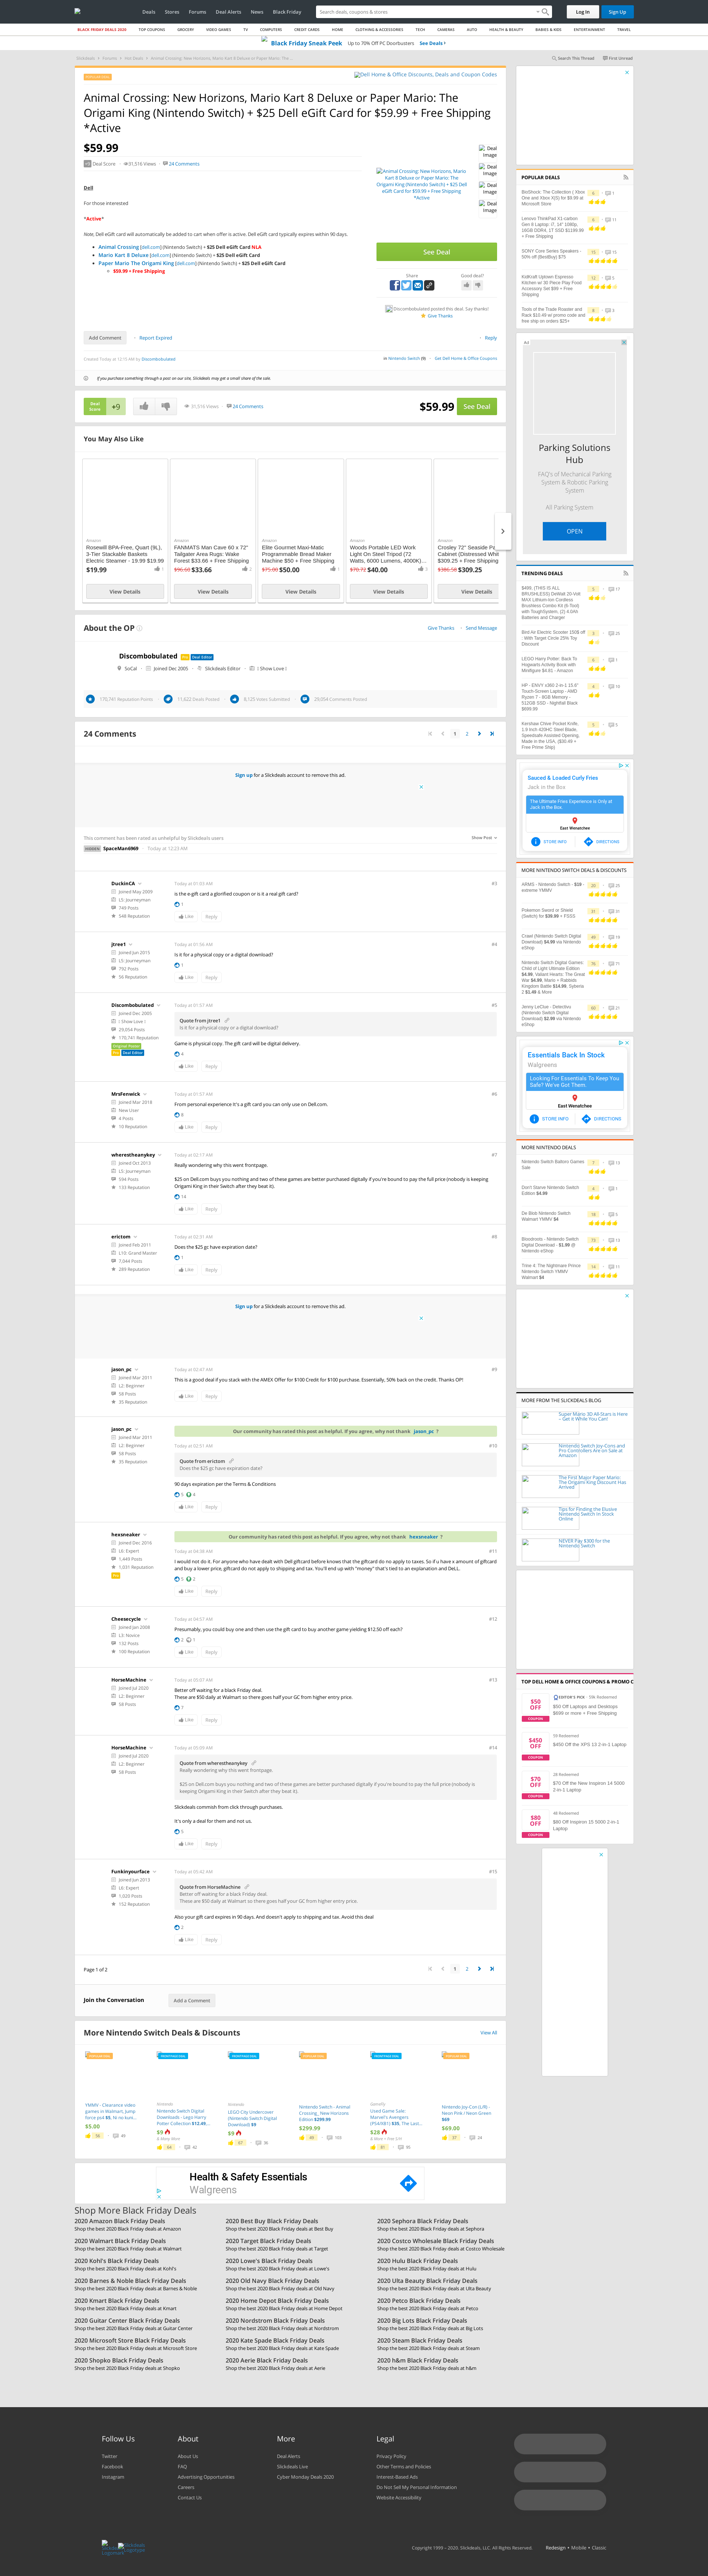 Deals Stores Forums Deal Alerts News Black Friday
Search deals, coupons & stores
Log In
Sign Up
BLACK FRIDAY DEALS 2020 TOP COUPONS GROCERY VIDEO GAMES TV COMPUTERS CREDIT CARDS HOME CLOTHING & ACCESSORIES TECH CAMERAS AUTO HEALTH & BEAUTY BABIES & KIDS ENTERTAINMENT TRAVEL
Black Friday Sneak Peek Up to 70% Off PC Doorbusters See Deals
Slickdeals Forums Hot Deals Animal Crossing: New Horizons, Mario Kart 8 Deluxe or Paper Mario: The ...
Search This Thread First Unread
Dell Home & Office Discounts, Deals and Coupon Codes
Animal Crossing: New Horizons, Mario Kart 8 Deluxe or Paper Mario: The Origami King (Nintendo Switch) + $25 Dell eGift Card for $59.99 + Free Shipping *Active
$59.99
+9 Deal Score 31,516 Views 24 Comments
Dell
For those interested
*Active*
Note, Dell eGift card will automatically be added to cart when offer is active, Dell eGift cards typically expire within 90 days.
Animal Crossing [dell.com] (Nintendo Switch) + $25 Dell eGift Card NLA
Mario Kart 8 Deluxe [dell.com] (Nintendo Switch) + $25 Dell eGift Card
Paper Mario The Origami King [dell.com] (Nintendo Switch) + $25 Dell eGift Card
$59.99 + Free Shipping
Animal Crossing: New Horizons, Mario Kart 8 Deluxe or Paper Mario: The Origami King (Nintendo Switch) + $25 Dell eGift Card for $59.99 + Free Shipping *Active
Deal Image
Deal Image
Deal Image
Deal Image
See Deal
Share
Good deal?
Discombobulated posted this deal. Say thanks!
Give Thanks
Add Comment Report Expired Reply
Created Today at 12:15 AM by Discombobulated
in Nintendo Switch (9) Get Dell Home & Office Coupons
If you purchase something through a post on our site, Slickdeals may get a small share of the sale.
Deal Score +9
31,516 Views 24 Comments
$59.99 See Deal
You May Also Like
Amazon
Rosewill BPA-Free, Quart (9L), 3-Tier Stackable Baskets Electric Steamer - 19.99 $19.99
$19.99
View Details
Amazon
FANMATS Man Cave 60 x 72" Tailgater Area Rugs: Wake Forest $33.66 + Free Shipping
$96.60 $33.66
View Details
Amazon
Elite Gourmet Maxi-Matic Programmable Bread Maker Machine $50 + Free Shipping
$75.00 $50.00
View Details
Amazon
Woods Portable LED Work Light On Steel Tripod (72 Watts, 6000 Lumens, 4000K)...
$70.72 $40.00
View Details
Amazon
Crosley 72" Seaside Pa Cabinet (Distressed Whi $309.25 + Free Shipping
$386.56 $309.25
View Details
About the OP
Give Thanks Send Message
Discombobulated Pro Deal Editor
SoCal Joined Dec 2005 Slickdeals Editor ! Show Love !
170,741 Reputation Points 11,622 Deals Posted 8,125 Votes Submitted 29,054 Comments Posted
24 Comments
1 2
Sign up for a Slickdeals account to remove this ad.
This comment has been rated as unhelpful by Slickdeals users Show Post
HIDDEN SpaceMan6969 Today at 12:23 AM
DuckinCA
Joined May 2009
L5: Journeyman
749 Posts
548 Reputation
Today at 01:03 AM #3
is the e-gift card a glorified coupon or is it a real gift card?
1
Like Reply
jtree1
Joined Jun 2015
L5: Journeyman
792 Posts
56 Reputation
Today at 01:56 AM #4
Is it for a physical copy or a digital download?
1
Like Reply
Discombobulated
Joined Dec 2005
! Show Love !
29,054 Posts
170,741 Reputation
Original Poster
Pro Deal Editor
Today at 01:57 AM #5
Quote from jtree1
Is it for a physical copy or a digital download?
Game is physical copy. The gift card will be digital delivery.
4
Like Reply
MrsFenwick
Joined Mar 2018
New User
4 Posts
10 Reputation
Today at 01:57 AM #6
From personal experience it's a gift card you can only use on Dell.com.
8
Like Reply
wherestheanykey
Joined Oct 2013
L5: Journeyman
594 Posts
133 Reputation
Today at 02:17 AM #7
Really wondering why this went frontpage.
$25 on Dell.com buys you nothing and two of these games are better purchased digitally if you're bound to pay the full monty price (no need to keep swapping Origami King in their Switch after they beat it).
14
Like Reply
erictom
Joined Feb 2011
L10: Grand Master
7,044 Posts
289 Reputation
Today at 02:31 AM #8
Does the $25 gc have expiration date?
1
Like Reply
Sign up for a Slickdeals account to remove this ad.
jason_pc
Joined Mar 2011
L2: Beginner
58 Posts
35 Reputation
Today at 02:47 AM #9
This is a good deal if you stack with the AMEX Offer for $100 Credit for $100 purchase. Essentially, 50% back on the credit. Thanks OP!!
Like Reply
jason_pc
Joined Mar 2011
L2: Beginner
58 Posts
35 Reputation
Our community has rated this post as helpful. If you agree, why not thank jason_pc ?
Today at 02:51 AM #10
Quote from erictom
Does the $25 gc have expiration date?
90 days expiration per the Terms & Conditions
5 4
Like Reply
hexsneaker
Joined Dec 2016
L6: Expert
1,449 Posts
1,031 Reputation
Pro
Our community has rated this post as helpful. If you agree, why not thank hexsneaker ?
Today at 04:38 AM #11
I would not do it. For anyone who have dealt with Dell giftcard before knows that the giftcard do no apply to taxes. So if u have a items of giftcard and buy a lower price, giftcard do not apply to shipping and tax. You'll end up with "money" that's tied to an explanation and DeLL.
5 2
Like Reply
Cheesecycle
Joined Jan 2008
L3: Novice
132 Posts
100 Reputation
Today at 04:57 AM #12
Presumably, you could buy one and then use the gift card to buy another game yielding $12.50 off each?
2 1
Like Reply
HorseMachine
Joined Jul 2020
L2: Beginner
58 Posts
Today at 05:07 AM #13
Better off waiting for a black Friday deal.
These are $50 daily at Walmart so there goes half your GC from higher entry price.
7
Like Reply
HorseMachine
Joined Jul 2020
L2: Beginner
58 Posts
Today at 05:09 AM #14
Quote from wherestheanykey
Really wondering why this went frontpage.
$25 on Dell.com buys you nothing and two of these games are better purchased digitally if you're bound to pay the full monty price (no need to keep swapping Origami King in their Switch after they beat it).
Slickdeals commish from click through purchases.
It's only a deal for them and not us.
5
Like Reply
Funkinyourface
Joined Jun 2013
L6: Expert
1,020 Posts
152 Reputation
Today at 05:42 AM #15
Quote from HorseMachine
Better off waiting for a black Friday deal.
These are $50 daily at Walmart so there goes half your GC from higher entry price.
Also your gift card expires in 90 days. And doesn't apply to shipping and tax. Avoid this deal
2
Like Reply
Page 1 of 2
1 2
Join the Conversation Add a Comment
More Nintendo Switch Deals & Discounts View All
YMMV - Clearance video games in Walmart, Jump force ps4 $5, Ni no kuni...
$5.00
Nintendo
Nintendo Switch Digital Downloads - Lego Harry Potter Collection $12.49...
$9
Nintendo
LEGO City Undercover (Nintendo Switch Digital Download) $9
$9
Nintendo Switch - Animal Crossing, New Horizons Edition $299.99
$299.99
GameFly
Used Game Sale: Marvel's Avengers (PS4/XB1) $35, The Last...
$28
Nintendo Joy-Con (L/R) - Neon Pink / Neon Green $69
$69.00
Health & Safety Essentials
Walgreens
Shop More Black Friday Deals
2020 Amazon Black Friday Deals
Shop the best 2020 Black Friday deals at Amazon
2020 Best Buy Black Friday Deals
Shop the best 2020 Black Friday deals at Best Buy
2020 Sephora Black Friday Deals
Shop the best 2020 Black Friday deals at Sephora
2020 Walmart Black Friday Deals
Shop the best 2020 Black Friday deals at Walmart
2020 Target Black Friday Deals
Shop the best 2020 Black Friday deals at Target
2020 Costco Wholesale Black Friday Deals
Shop the best 2020 Black Friday deals at Costco Wholesale
2020 Kohl's Black Friday Deals
Shop the best 2020 Black Friday deals at Kohl's
2020 Lowe's Black Friday Deals
Shop the best 2020 Black Friday deals at Lowe's
2020 Hulu Black Friday Deals
Shop the best 2020 Black Friday deals at Hulu
2020 Barnes & Noble Black Friday Deals
Shop the best 2020 Black Friday deals at Barnes & Noble
2020 Old Navy Black Friday Deals
Shop the best 2020 Black Friday deals at Old Navy
2020 Ulta Beauty Black Friday Deals
Shop the best 2020 Black Friday deals at Ulta Beauty
2020 Kmart Black Friday Deals
Shop the best 2020 Black Friday deals at Kmart
2020 Home Depot Black Friday Deals
Shop the best 2020 Black Friday deals at Home Depot
2020 Petco Black Friday Deals
Shop the best 2020 Black Friday deals at Petco
2020 Guitar Center Black Friday Deals
Shop the best 2020 Black Friday deals at Guitar Center
2020 Nordstrom Black Friday Deals
Shop the best 2020 Black Friday deals at Nordstrom
2020 Big Lots Black Friday Deals
Shop the best 2020 Black Friday deals at Big Lots
2020 Microsoft Store Black Friday Deals
Shop the best 2020 Black Friday deals at Microsoft Store
2020 Kate Spade Black Friday Deals
Shop the best 2020 Black Friday deals at Kate Spade
2020 Steam Black Friday Deals
Shop the best 2020 Black Friday deals at Steam
2020 Shopko Black Friday Deals
Shop the best 2020 Black Friday deals at Shopko
2020 Aerie Black Friday Deals
Shop the best 2020 Black Friday deals at Aerie
2020 h&m Black Friday Deals
Shop the best 2020 Black Friday deals at h&m
POPULAR DEALS
BioShock: The Collection ( Xbox One and Xbox X|S) for $9.99 at Microsoft Store
Lenovo ThinkPad X1 carbon Gen 8 Laptop: i7, 14" 1080p, 16GB DDR4, 1T SSD $1199.99 + Free Shipping
SONY Core Series Speakers - 50% off (BestBuy) $75
KidKraft Uptown Espresso Kitchen w/ 30 Piece Play Food Accessory Set $99 + Free Shipping
Tools of the Trade Roaster and Rack $10.49 w/ promo code and free ship on orders $25+
Ad
Parking Solutions Hub
FAQ's of Mechanical Parking System & Robotic Parking System
All Parking System
OPEN
TRENDING DEALS
$499, [THIS IS ALL BRUSHLESS] DeWalt 20-Volt MAX Lithium-Ion Cordless Brushless Combo Kit (6-Tool) with ToughSystem, (2) 4.0Ah Batteries and Charger
Bird Air Electric Scooter 150$ off - With Target Circle 25% Toy Discount
LEGO Harry Potter: Back To Hogwarts Activity Book with Minifigure $4.81 - Amazon
HP - ENVY x360 2-in-1 15.6" Touch-Screen Laptop - AMD Ryzen 7 - 8GB Memory - 512GB SSD - Nightfall Black $699.99
Kershaw Chive Pocket Knife, 1.9 Inch 420HC Steel Blade, Speedsafe Assisted Opening, Made in the USA, ($30.49 + Free Prime Ship)
Sauced & Loaded Curly Fries
Jack in the Box
The Ultimate Fries Experience is Only at Jack in the Box.
East Wenatchee
STORE INFO DIRECTIONS
MORE NINTENDO SWITCH DEALS & DISCOUNTS
ARMS - Nintendo Switch - $19 - extreme YMMV
Pokemon Sword or Shield (Switch) for $39.99 + FSSS
Crawl (Nintendo Switch Digital Download) $4.99 via Nintendo eShop
Nintendo Switch Digital Games: Child of Light Ultimate Edition $4.99, Valiant Hearts: The Great War $4.99, Mario + Rabbids Kingdom Battle $14.99, Syberia 2 $1.49 & More
Jenny LeClue - Detectivu (Nintendo Switch Digital Download) $2.99 via Nintendo eShop
Essentials Back In Stock
Walgreens
Looking For Essentials To Keep You Safe? We've Got Them
East Wenatchee
STORE INFO DIRECTIONS
MORE NINTENDO DEALS
Nintendo Switch Battors Games Sale
Don't Starve Nintendo Switch Edition $4.99
De Blob Nintendo Switch Walmart YMMV $4
Bloodroots - Nintendo Switch Digital Download - $1.99 @ Nintendo eShop
Trine 4: The Nightmare Prince Nintendo Switch YMMV Walmart $4
MORE FROM THE SLICKDEALS BLOG
Super Mario 3D All-Stars is Here – Get it While You Can!
Nintendo Switch Joy-Cons and Pro Controllers Are on Sale at Amazon
The First Major Paper Mario: The Origami King Discount Has Arrived
Tips for Finding the Elusive Nintendo Switch In Stock Online
NEVER Pay $300 for the Nintendo Switch
TOP DELL HOME & OFFICE COUPONS & PROMO C
$50 OFF COUPON
EDITOR'S PICK
$50 Off Laptops and Desktops $699 or more + Free Shipping
$450 OFF COUPON
$450 Off the XPS 13 2-in-1 Laptop
$70 OFF COUPON
$70 Off the New Inspiron 14 5000 2-in-1 Laptop
$80 OFF COUPON
$80 Off Inspiron 15 5000 2-in-1 Laptop
Follow Us
Twitter
Facebook
Instagram
About
About Us
FAQ
Advertising Opportunities
Careers
Contact Us
More
Deal Alerts
Slickdeals Live
Cyber Monday Deals 2020
Legal
Privacy Policy
Other Terms and Policies
Interest-Based Ads
Do Not Sell My Personal Information
Website Accessibility
Copyright 1999 - 2020. Slickdeals, LLC. All Rights Reserved. Redesign • Mobile • Classic